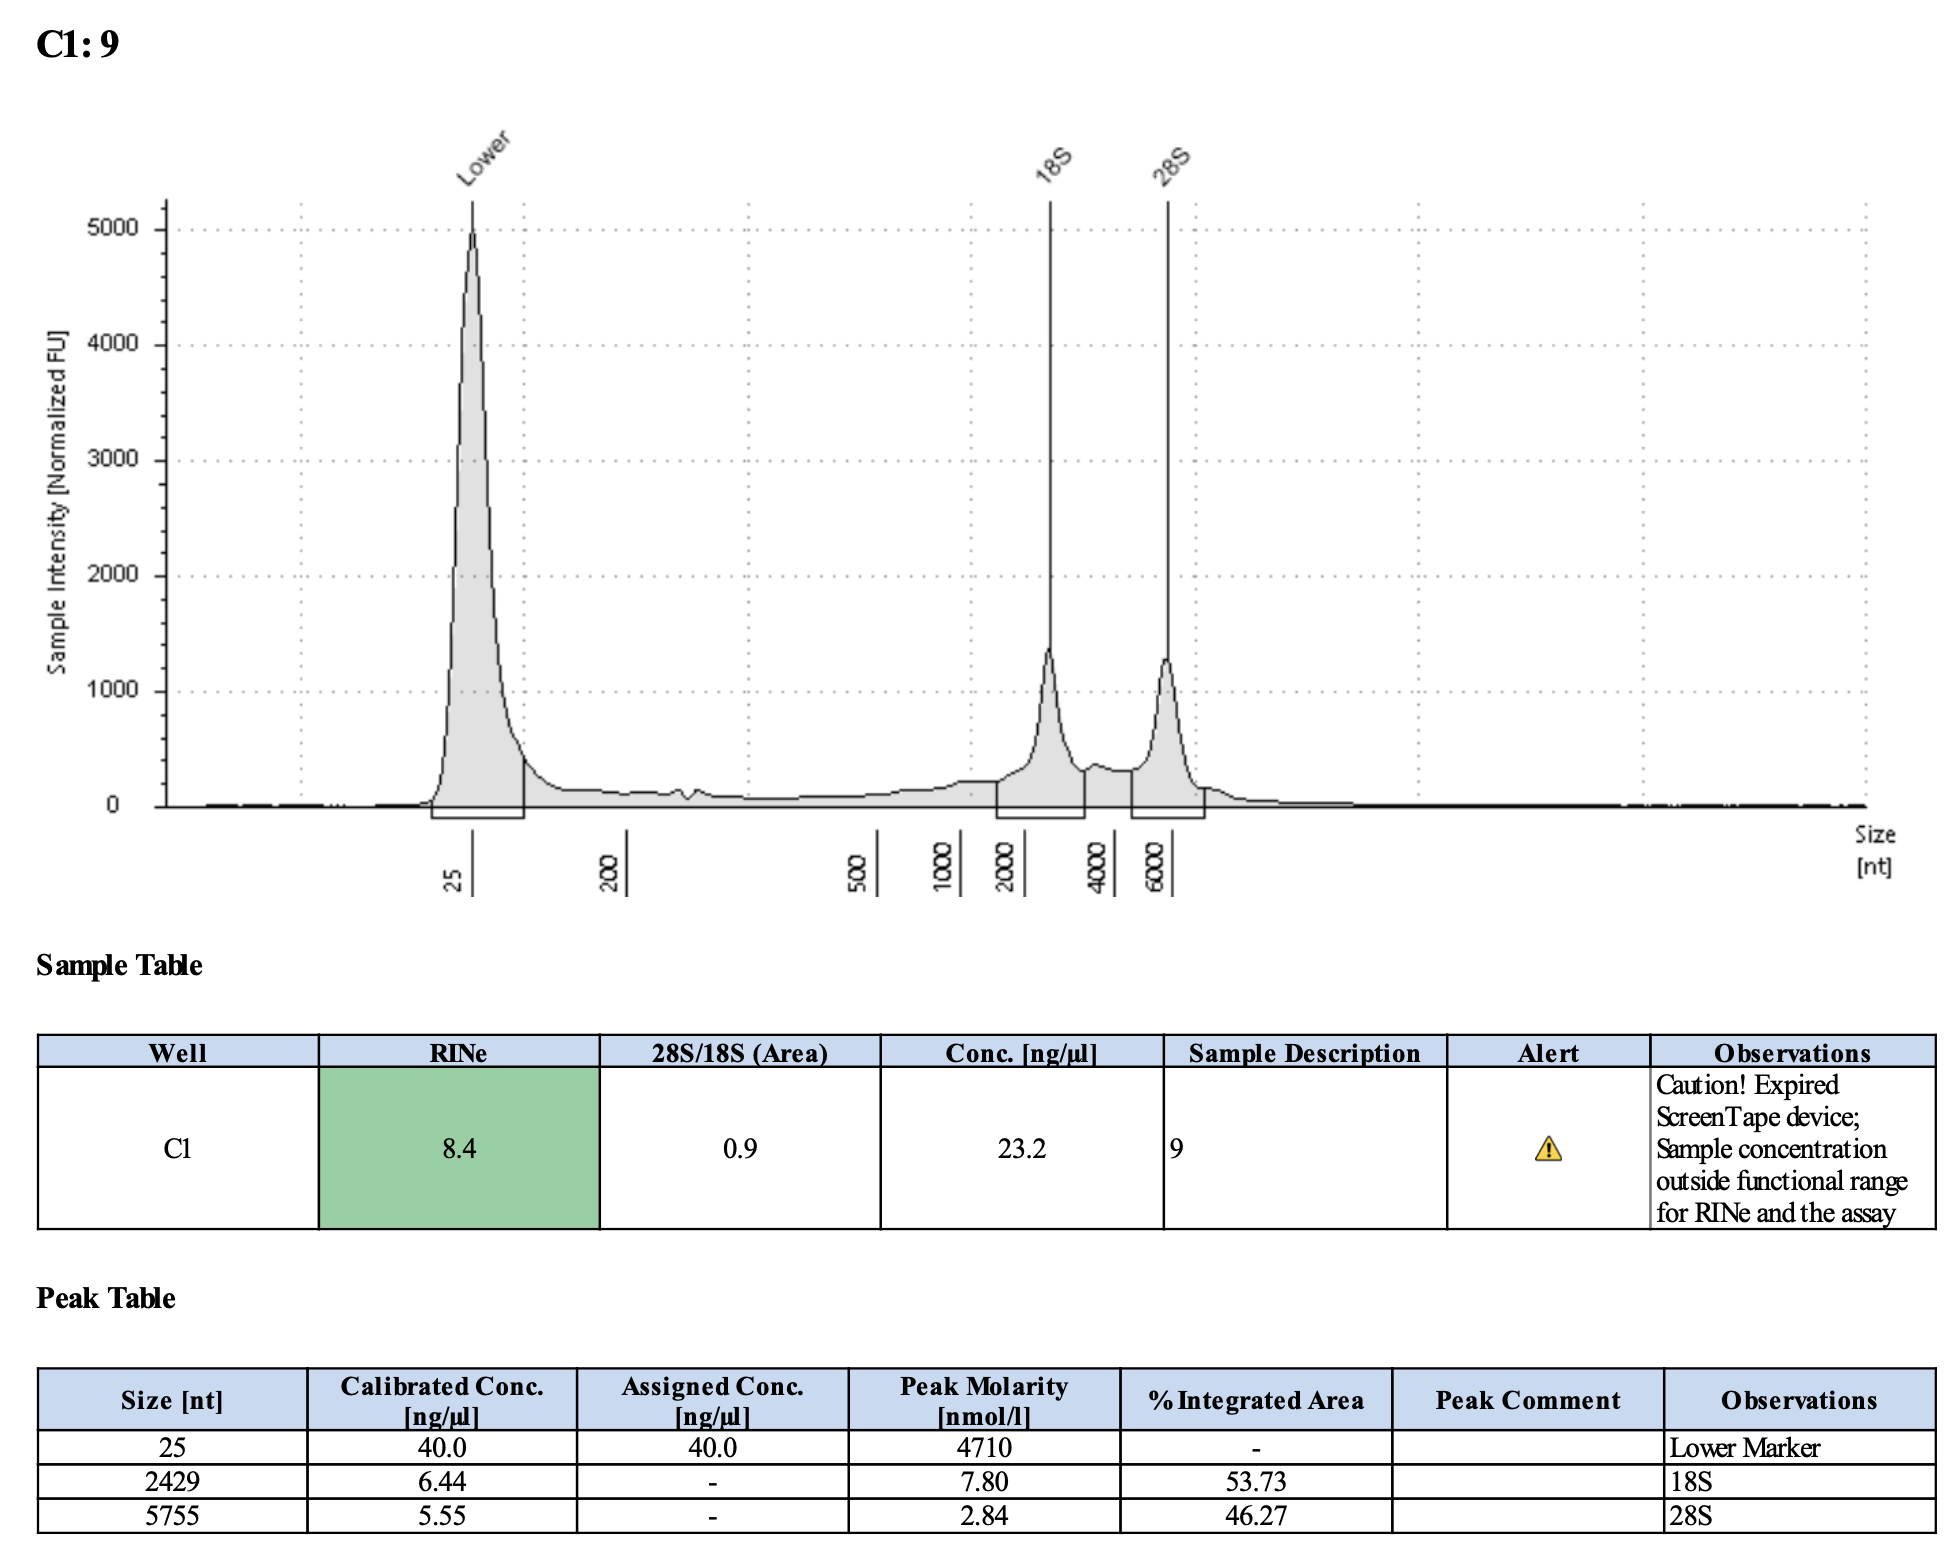 C1: 9
Lower
18S
28S
5000
4000
3000
2000
1000
0
Sample Intensity [Normalized FU]
25
200
500
1000
2000
4000
6000
Size
[nt]
Sample Table
Well RINe 28S/18S (Area) Conc. [ng/µl] Sample Description Alert Observations
C1 8.4 0.9 23.2 9 Caution! Expired
ScreenTape device;
Sample concentration
outside functional range
for RINe and the assay
Peak Table
Size [nt] Calibrated Conc. [ng/µl] Assigned Conc. [ng/µl] Peak Molarity [nmol/l] % Integrated Area Peak Comment Observations
25 40.0 40.0 4710 - Lower Marker
2429 6.44 - 7.80 53.73 18S
5755 5.55 - 2.84 46.27 28S